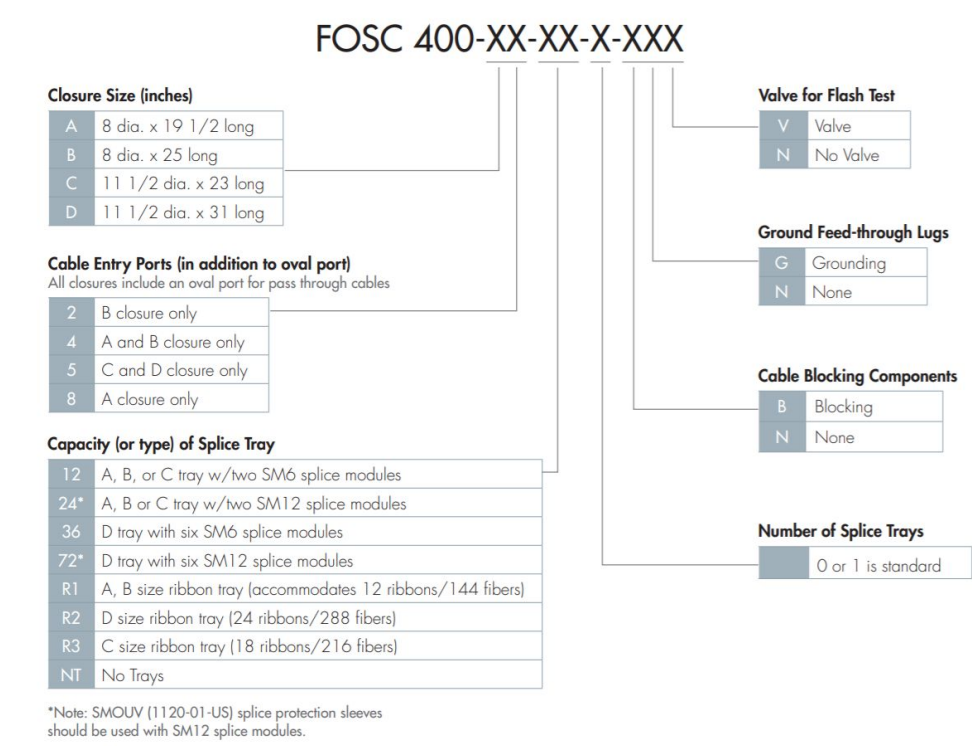 FOSC 400-XX-XX-X-XXX
Closure Size (inches)
A 8 dia. x 19 1/2 long
B 8 dia. x 25 long
C 11 1/2 dia. x 23 long
D 11 1/2 dia. x 31 long
Cable Entry Ports (in addition to oval port)
All closures include an oval port for pass through cables
2 B closure only
4 A and B closure only
5 C and D closure only
8 A closure only
Capacity (or type) of Splice Tray
12 A, B, or C tray w/two SM6 splice modules
24* A, B or C tray w/two SM12 splice modules
36 D tray with six SM6 splice modules
72* D tray with six SM12 splice modules
R1 A, B size ribbon tray (accommodates 12 ribbons/144 fibers)
R2 D size ribbon tray (24 ribbons/288 fibers)
R3 C size ribbon tray (18 ribbons/216 fibers)
NT No Trays
*Note: SMOUV (1120-01-US) splice protection sleeves
should be used with SM12 splice modules.
Valve for Flash Test
V Valve
N No Valve
Ground Feed-through Lugs
G Grounding
N None
Cable Blocking Components
B Blocking
N None
Number of Splice Trays
0 or 1 is standard